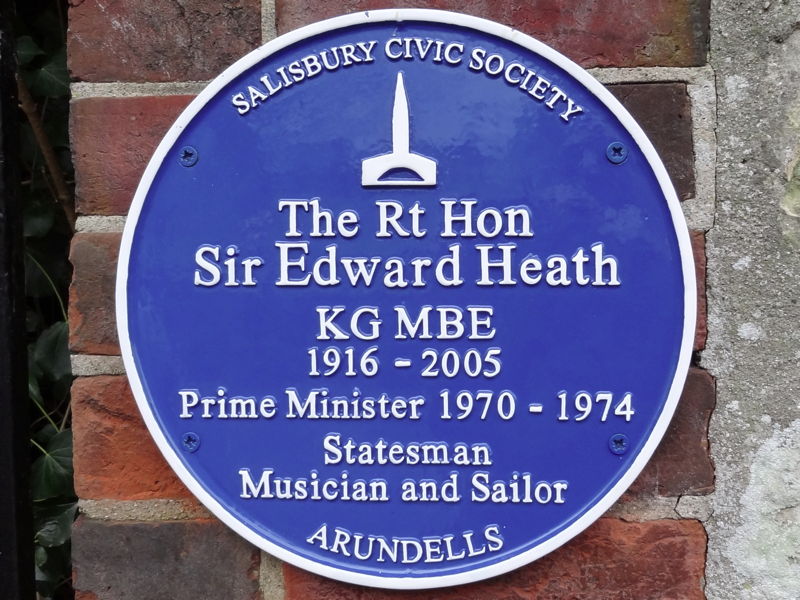 SALISBURY CIVIC SOCIETY
The Rt Hon
Sir Edward Heath
KG MBE
1916 - 2005
Prime Minister 1970 - 1974
Statesman
Musician and Sailor
ARUNDELLS